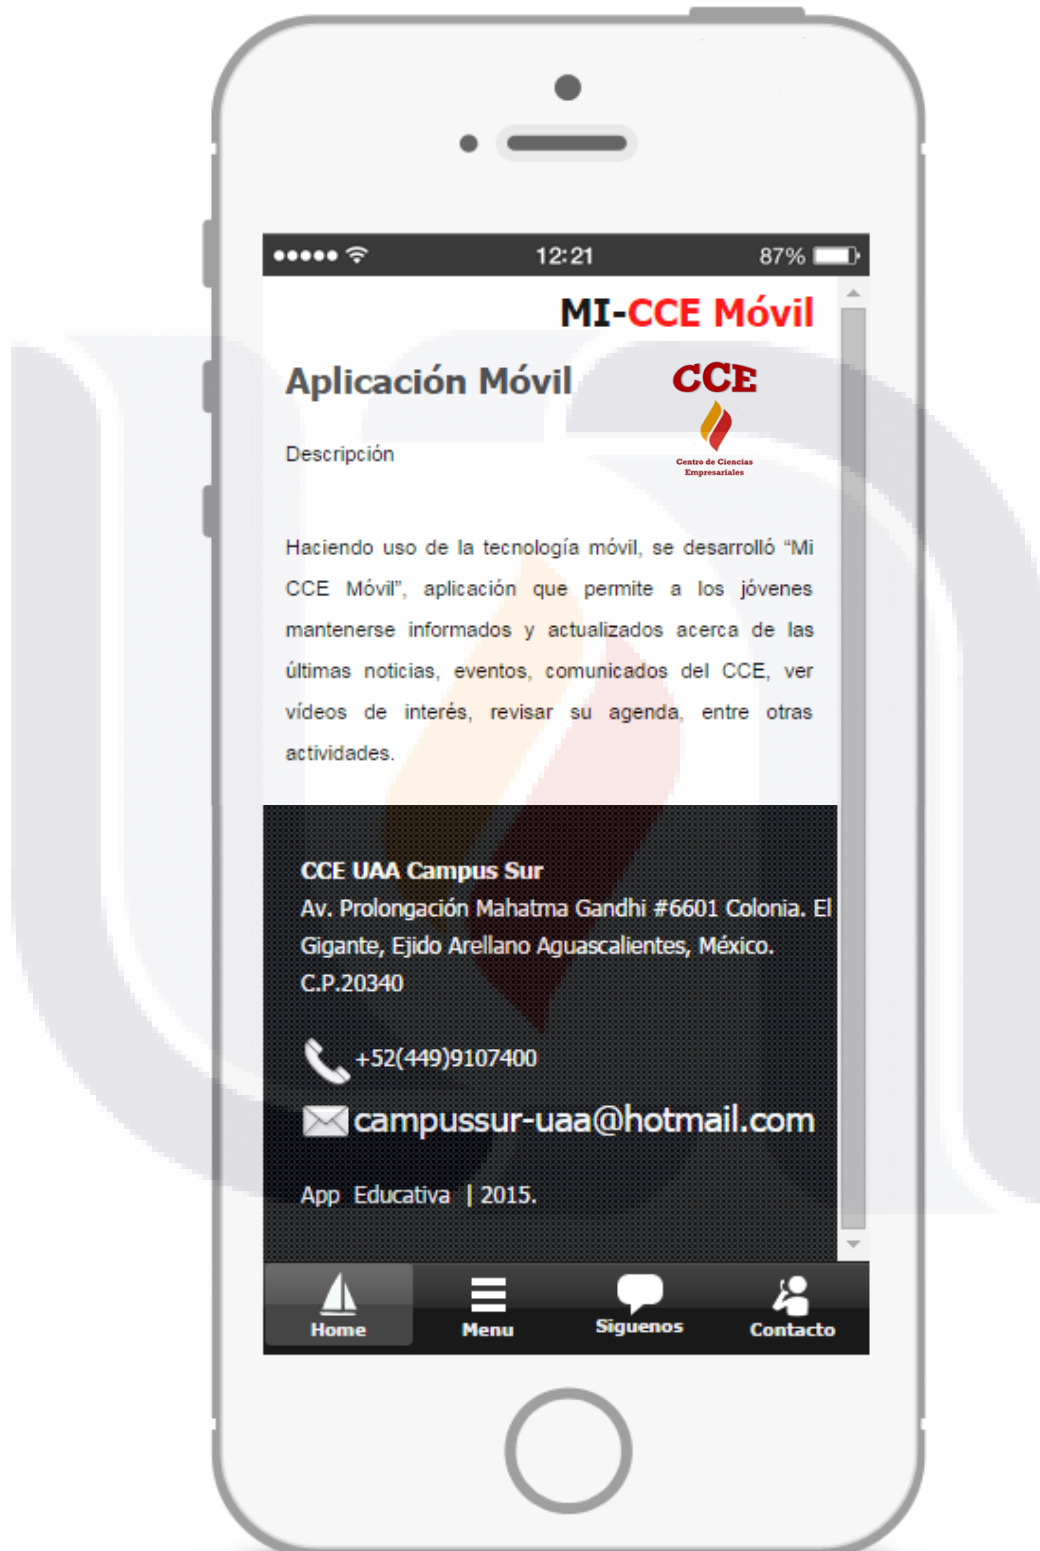 12:21
87%
MI-CCE Móvil
Aplicación Móvil
CCE
Centro de Ciencias
Empresariales
Descripción
Haciendo uso de la tecnología móvil, se desarrolló “Mi
CCE Móvil”, aplicación que permite a los jóvenes
mantenerse informados y actualizados acerca de las
últimas noticias, eventos, comunicados del CCE, ver
vídeos de interés, revisar su agenda, entre otras
actividades.
CCE UAA Campus Sur
Av. Prolongación Mahatma Gandhi #6601 Colonia. El
Gigante, Ejido Arellano Aguascalientes, México.
C.P.20340
+52(449)9107400
campussur-uaa@hotmail.com
App Educativa | 2015.
Home
Menu
Siguenos
Contacto